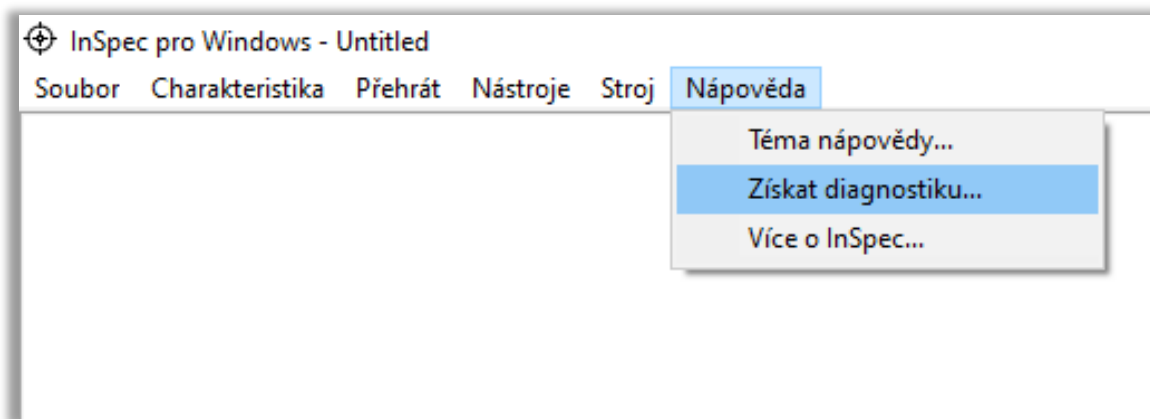 InSpec pro Windows - Untitled
Soubor Charakteristika Přehrát Nástroje Stroj Nápověda
Téma nápovědy...
Získat diagnostiku...
Více o InSpec...